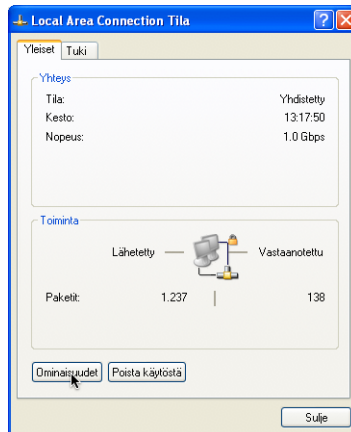 Local Area Connection Tila
Yleiset Tuki
Yhteys
Tila: Yhdistetty
Kesto: 13:17:50
Nopeus: 1.0 Gbps
Toiminta
Lähetetty Vastaanotettu
Paketit: 1.237 138
Ominaisuudet Poista käytöstä
Sulje